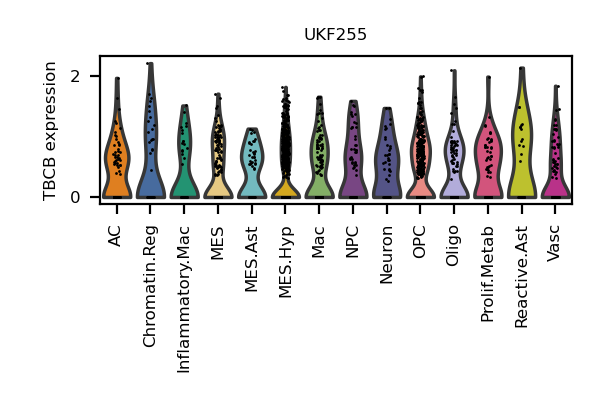 UKF255
TBCB expression
2
0
AC
Chromatin.Reg
Inflammatory.Mac
MES
MES.Ast
MES.Hyp
Mac
NPC
Neuron
OPC
Oligo
Prolif.Metab
Reactive.Ast
Vasc